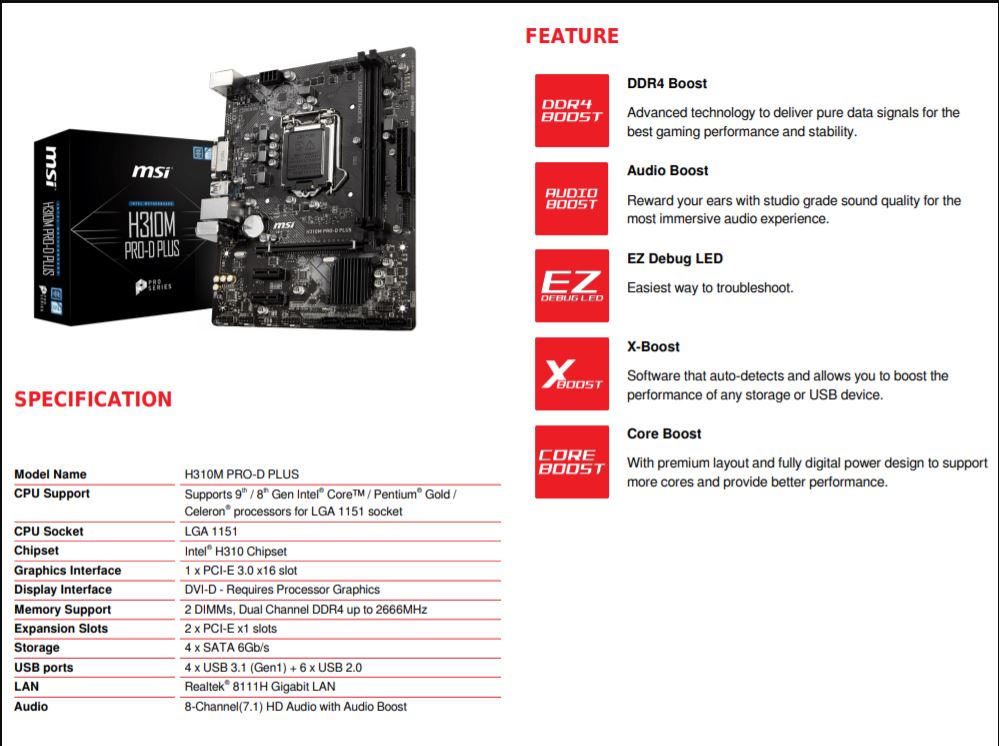 msi
H310M PRO-D PLUS
PRO
SERIES
msi
INTEL MOTHERBOARD
H310M
PRO-D PLUS
PRO
SERIES
DDR4 BOOST
msi
H310M PRO-D PLUS
SPECIFICATION
Model Name H310M PRO-D PLUS
CPU Support Supports 9th / 8th Gen Intel® Core™ / Pentium® Gold /
Celeron® processors for LGA 1151 socket
CPU Socket LGA 1151
Chipset Intel® H310 Chipset
Graphics Interface 1 x PCI-E 3.0 x16 slot
Display Interface DVI-D - Requires Processor Graphics
Memory Support 2 DIMMs, Dual Channel DDR4 up to 2666MHz
Expansion Slots 2 x PCI-E x1 slots
Storage 4 x SATA 6Gb/s
USB ports 4 x USB 3.1 (Gen1) + 6 x USB 2.0
LAN Realtek® 8111H Gigabit LAN
Audio 8-Channel(7.1) HD Audio with Audio Boost
FEATURE
DDR4
BOOST
DDR4 Boost
Advanced technology to deliver pure data signals for the
best gaming performance and stability.
AUDIO
BOOST
Audio Boost
Reward your ears with studio grade sound quality for the
most immersive audio experience.
EZ
DEBUG LED
EZ Debug LED
Easiest way to troubleshoot.
X
BOOST
X-Boost
Software that auto-detects and allows you to boost the
performance of any storage or USB device.
CORE
BOOST
Core Boost
With premium layout and fully digital power design to support
more cores and provide better performance.